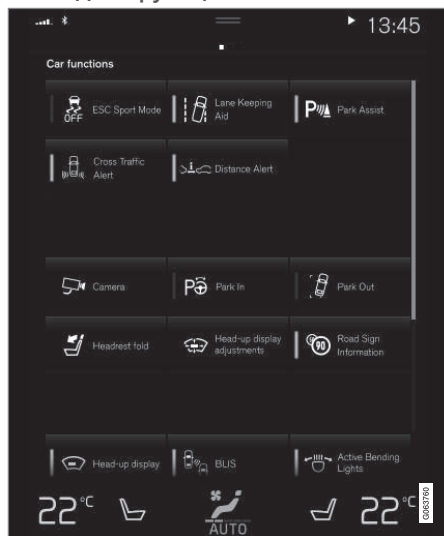 13:45
Car functions
OFF
ESC Sport Mode
Lane Keeping
Aid
P
Park Assist
Cross Traffic
Alert
Distance Alert
Camera
P
Park In
Park Out
Headrest fold
Head-up display
adjustments
90
Road Sign
Information
Head-up display
BLIS
Active Bending
Lights
22°C
AUTO
22°C
G063760